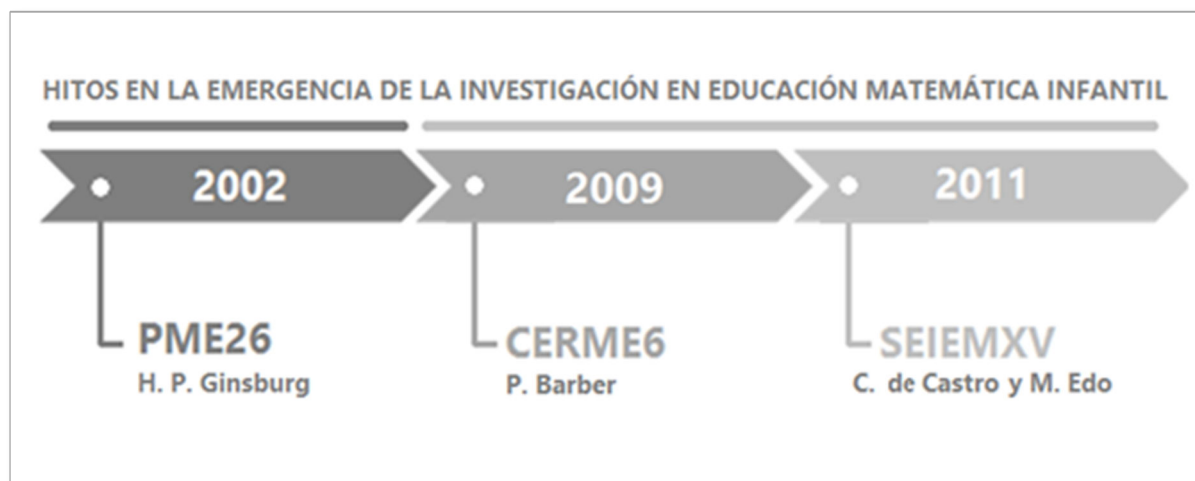 HITOS EN LA EMERGENCIA DE LA INVESTIGACIÓN EN EDUCACIÓN MATEMÁTICA INFANTIL
2002
2009
2011
PME26
CERME6
SEIEMXV
H. P. Ginsburg
P. Barber
C. de Castro y M. Edo